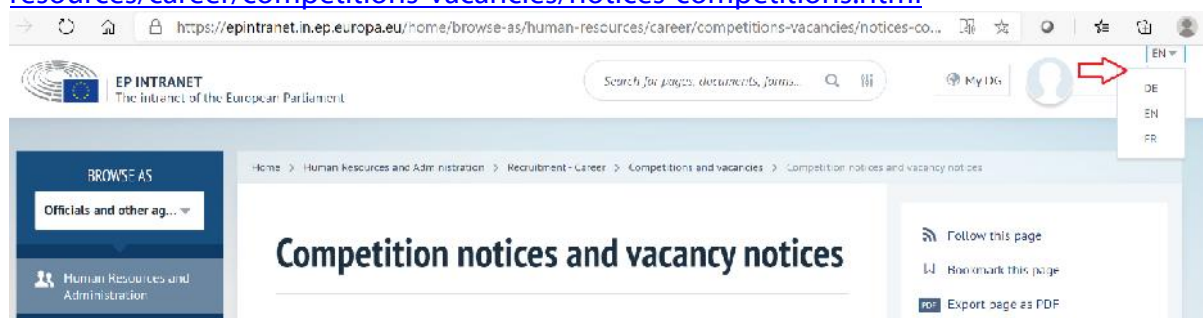 resources/career/competitions-vacancies/notices-competitions.html
https://epintranet.in.ep.europa.eu/home/browse-as/human-resources/career/competitions-vacancies/notices-co...
EN
EP INTRANET
The intranet of the European Parliament
Search for pages, documents, forms...
My DG
DE
EN
FR
BROWSE AS
Home > Human Resources and Administration > Recruitment - Career > Competitions and vacancies > Competition notices and vacancy notices
Officials and other ag...
Competition notices and vacancy notices
Follow this page
Human Resources and
Administration
Bookmark this page
PDF Export page as PDF